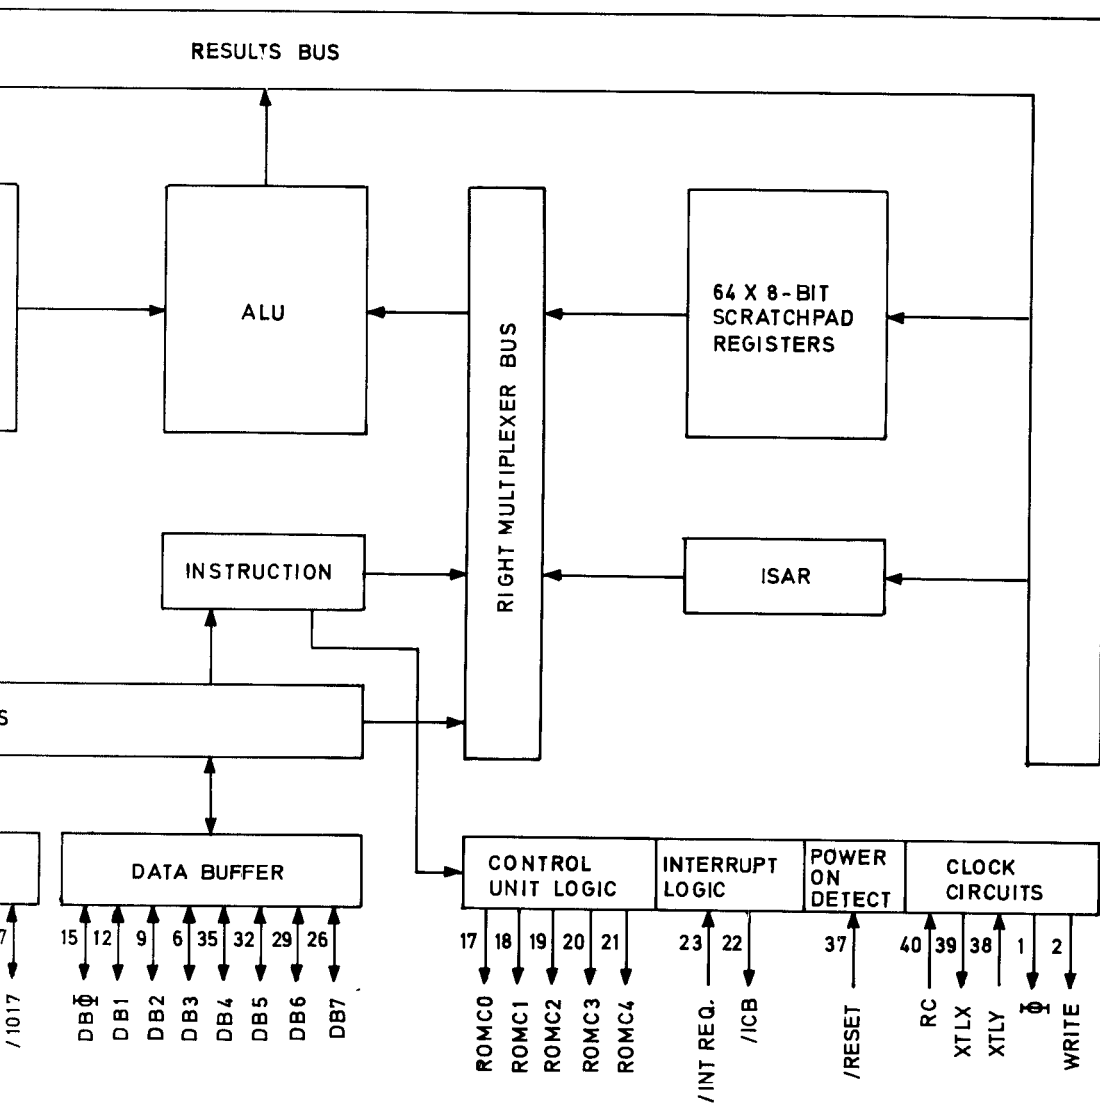 RESULTS BUS
ALU
RIGHT MULTIPLEXER BUS
64 X 8-BIT
SCRATCHPAD
REGISTERS
INSTRUCTION
ISAR
S
DATA BUFFER
CONTROL
UNIT LOGIC
INTERRUPT
LOGIC
POWER
ON
DETECT
CLOCK
CIRCUITS
7
15
12
9
6
35
32
29
26
17
18
19
20
21
23
22
37
40
39
38
1
2
/IO17
DBΦ
DB1
DB2
DB3
DB4
DB5
DB6
DB7
ROMC0
ROMC1
ROMC2
ROMC3
ROMC4
/INT REQ.
/ICB
/RESET
RC
XTLX
XTLY
Φ
WRITE